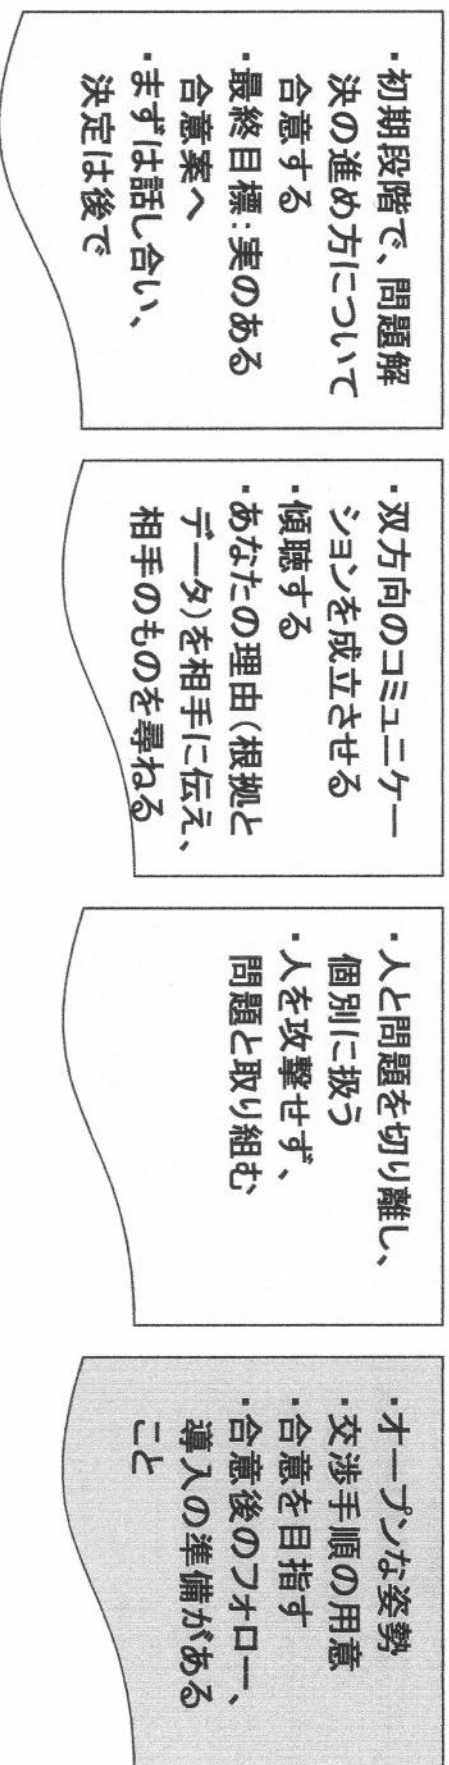 ・初期段階で、問題解
決の進め方について
合意する
・最終目標：実のある
合意案へ
・まずは話し合い、
決定は後で
・双方向のコミュニケー
ションを成立させる
・傾聴する
・あなたの理由（根拠と
データ）を相手に伝え、
相手のものを尋ねる
・人と問題を切り離し、
個別に扱う
・人を攻撃せず、
問題と取り組む
・オープンな姿勢
・交渉手順の用意
・合意を目指す
・合意後のフォロー、
導入の準備がある
こと